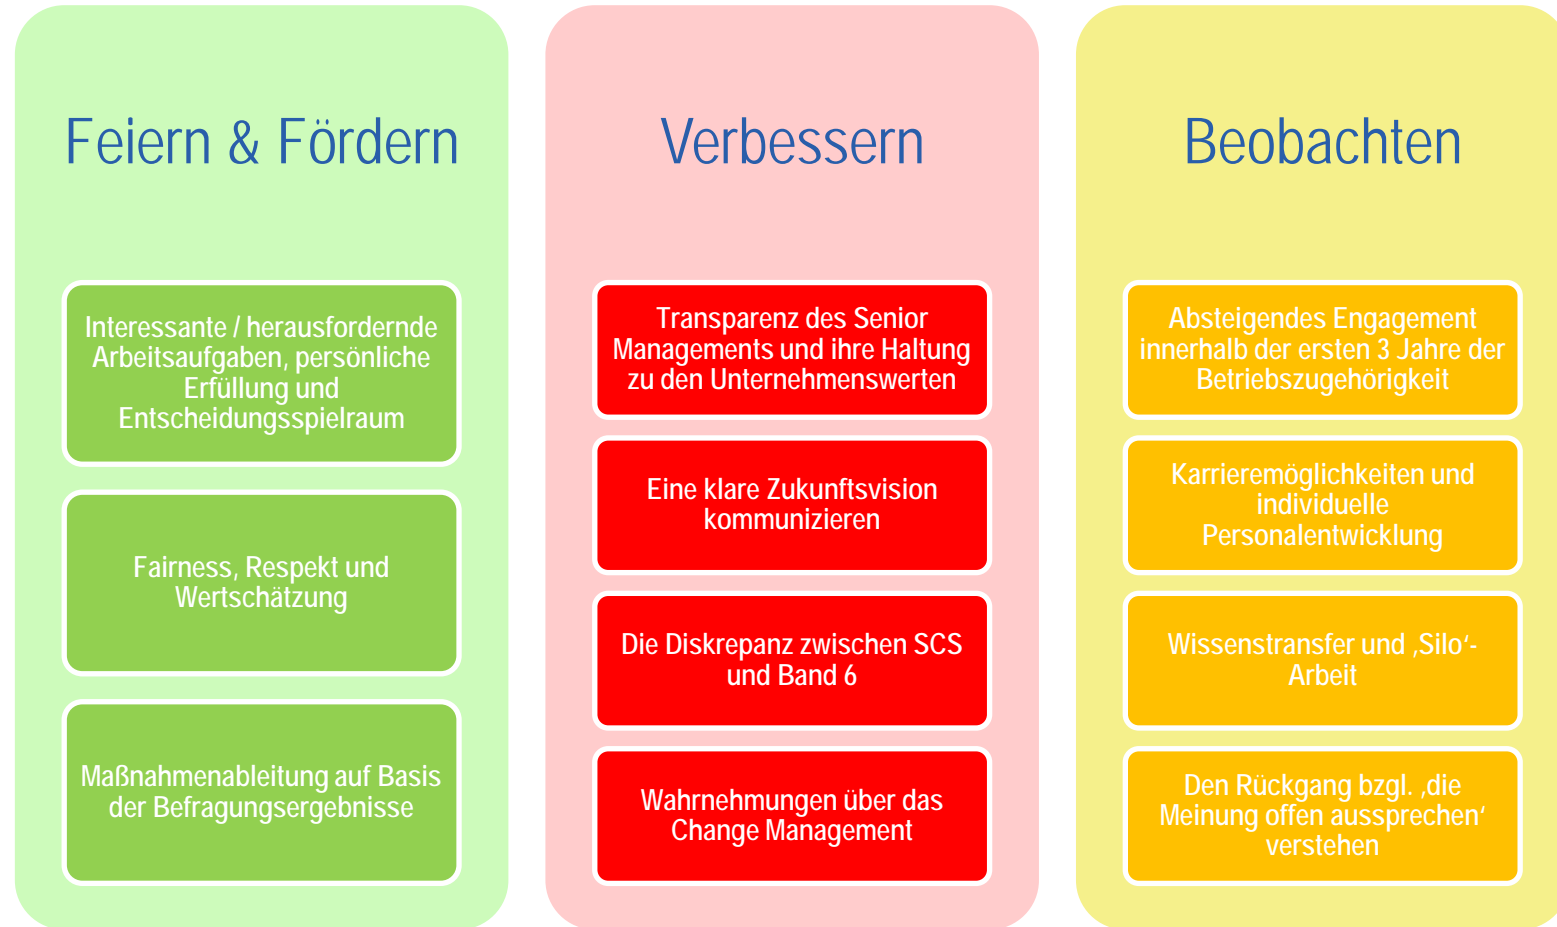 Feiern & Fördern
Interessante / herausfordernde
Arbeitsaufgaben, persönliche
Erfüllung und
Entscheidungsspielraum
Fairness, Respekt und
Wertschätzung
Maßnahmenableitung auf Basis
der Befragungsergebnisse
Verbessern
Transparenz des Senior
Managements und ihre Haltung
zu den Unternehmenswerten
Eine klare Zukunftsvision
kommunizieren
Die Diskrepanz zwischen SCS
und Band 6
Wahrnehmungen über das
Change Management
Beobachten
Absteigendes Engagement
innerhalb der ersten 3 Jahre der
Betriebszugehörigkeit
Karrieremöglichkeiten und
individuelle
Personalentwicklung
Wissenstransfer und ‚Silo‘-
Arbeit
Den Rückgang bzgl. ‚die
Meinung offen aussprechen‘
verstehen